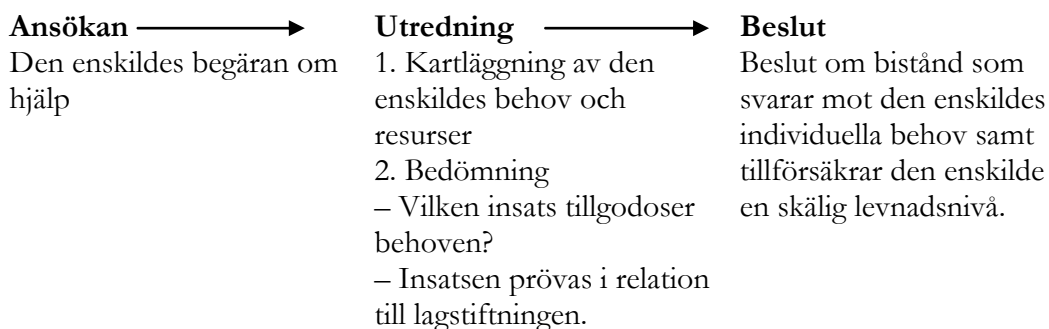 Ansökan
Den enskildes begäran om
hjälp
Utredning
1. Kartläggning av den
enskildes behov och
resurser
2. Bedömning
– Vilken insats tillgodoser
behoven?
– Insatsen prövas i relation
till lagstiftningen.
Beslut
Beslut om bistånd som
svarar mot den enskildes
individuella behov samt
tillförsäkrar den enskilde
en skälig levnadsnivå.